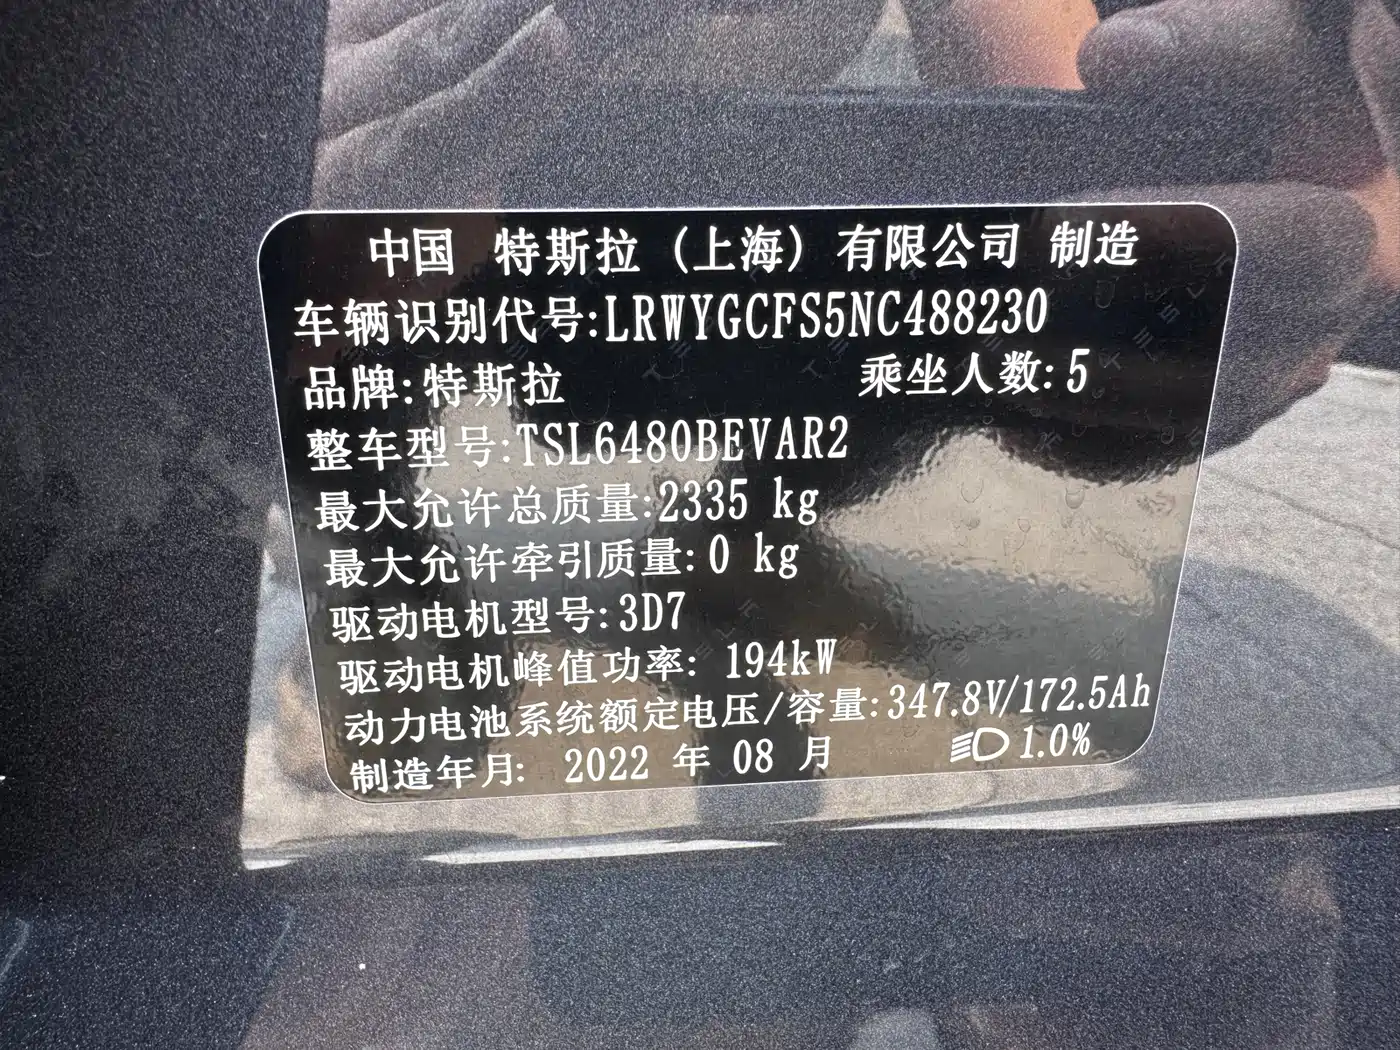 中国 特斯拉（上海）有限公司 制造
车辆识别代号:LRWYGCFS5NC488230
品牌:特斯拉 乘坐人数:5
整车型号:TSL6480BEVAR2
最大允许总质量:2335 kg
最大允许牵引质量:0 kg
驱动电机型号:3D7
驱动电机峰值功率: 194kW
动力电池系统额定电压/容量:347.8V/172.5Ah
制造年月: 2022 年 08 月 1.0%